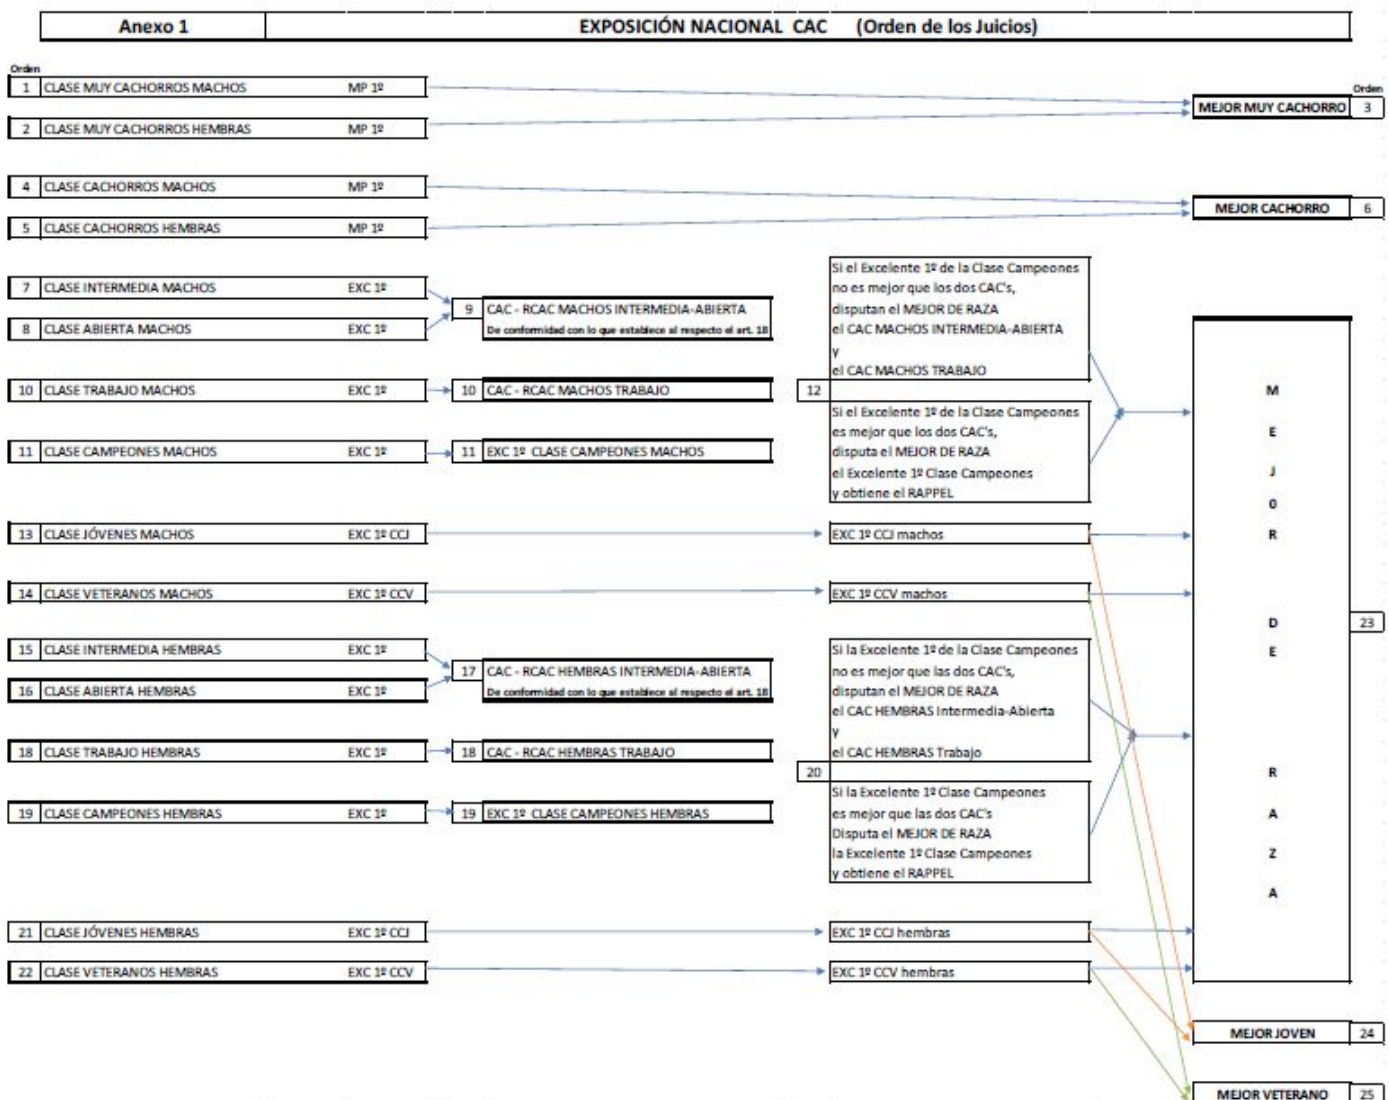 Anexo 1 EXPOSICIÓN NACIONAL CAC (Orden de los Juicios)
Orden
1 CLASE MUY CACHORROS MACHOS MP 1º
Orden
MEJOR MUY CACHORRO 3
2 CLASE MUY CACHORROS HEMBRAS MP 1º
4 CLASE CACHORROS MACHOS MP 1º
MEJOR CACHORRO 6
5 CLASE CACHORROS HEMBRAS MP 1º
7 CLASE INTERMEDIA MACHOS EXC 1º
8 CLASE ABIERTA MACHOS EXC 1º
9 CAC - RCAC MACHOS INTERMEDIA-ABIERTA
De conformidad con lo que establece al respecto el art. 18
10 CLASE TRABAJO MACHOS EXC 1º
10 CAC - RCAC MACHOS TRABAJO
11 CLASE CAMPEONES MACHOS EXC 1º
11 EXC 1º CLASE CAMPEONES MACHOS
Si el Excelente 1º de la Clase Campeones
no es mejor que los dos CAC's,
disputan el MEJOR DE RAZA
el CAC MACHOS INTERMEDIA-ABIERTA
y
el CAC MACHOS TRABAJO
12
Si el Excelente 1º de la Clase Campeones
es mejor que los dos CAC's,
disputa el MEJOR DE RAZA
el Excelente 1º Clase Campeones
y obtiene el RAPPEL
13 CLASE JÓVENES MACHOS EXC 1º CCJ
EXC 1º CCJ machos
14 CLASE VETERANOS MACHOS EXC 1º CCV
EXC 1º CCV machos
15 CLASE INTERMEDIA HEMBRAS EXC 1º
16 CLASE ABIERTA HEMBRAS EXC 1º
17 CAC - RCAC HEMBRAS INTERMEDIA-ABIERTA
De conformidad con lo que establece al respecto el art. 18
18 CLASE TRABAJO HEMBRAS EXC 1º
18 CAC - RCAC HEMBRAS TRABAJO
19 CLASE CAMPEONES HEMBRAS EXC 1º
19 EXC 1º CLASE CAMPEONES HEMBRAS
Si la Excelente 1º de la Clase Campeones
no es mejor que las dos CAC's,
disputan el MEJOR DE RAZA
el CAC HEMBRAS Intermedia-Abierta
y
el CAC HEMBRAS Trabajo
20
Si la Excelente 1º Clase Campeones
es mejor que las dos CAC's
Disputa el MEJOR DE RAZA
la Excelente 1º Clase Campeones
y obtiene el RAPPEL
21 CLASE JÓVENES HEMBRAS EXC 1º CCJ
EXC 1º CCJ hembras
22 CLASE VETERANOS HEMBRAS EXC 1º CCV
EXC 1º CCV hembras
MEJOR DE RAZA
23
MEJOR JOVEN 24
MEJOR VETERANO 25